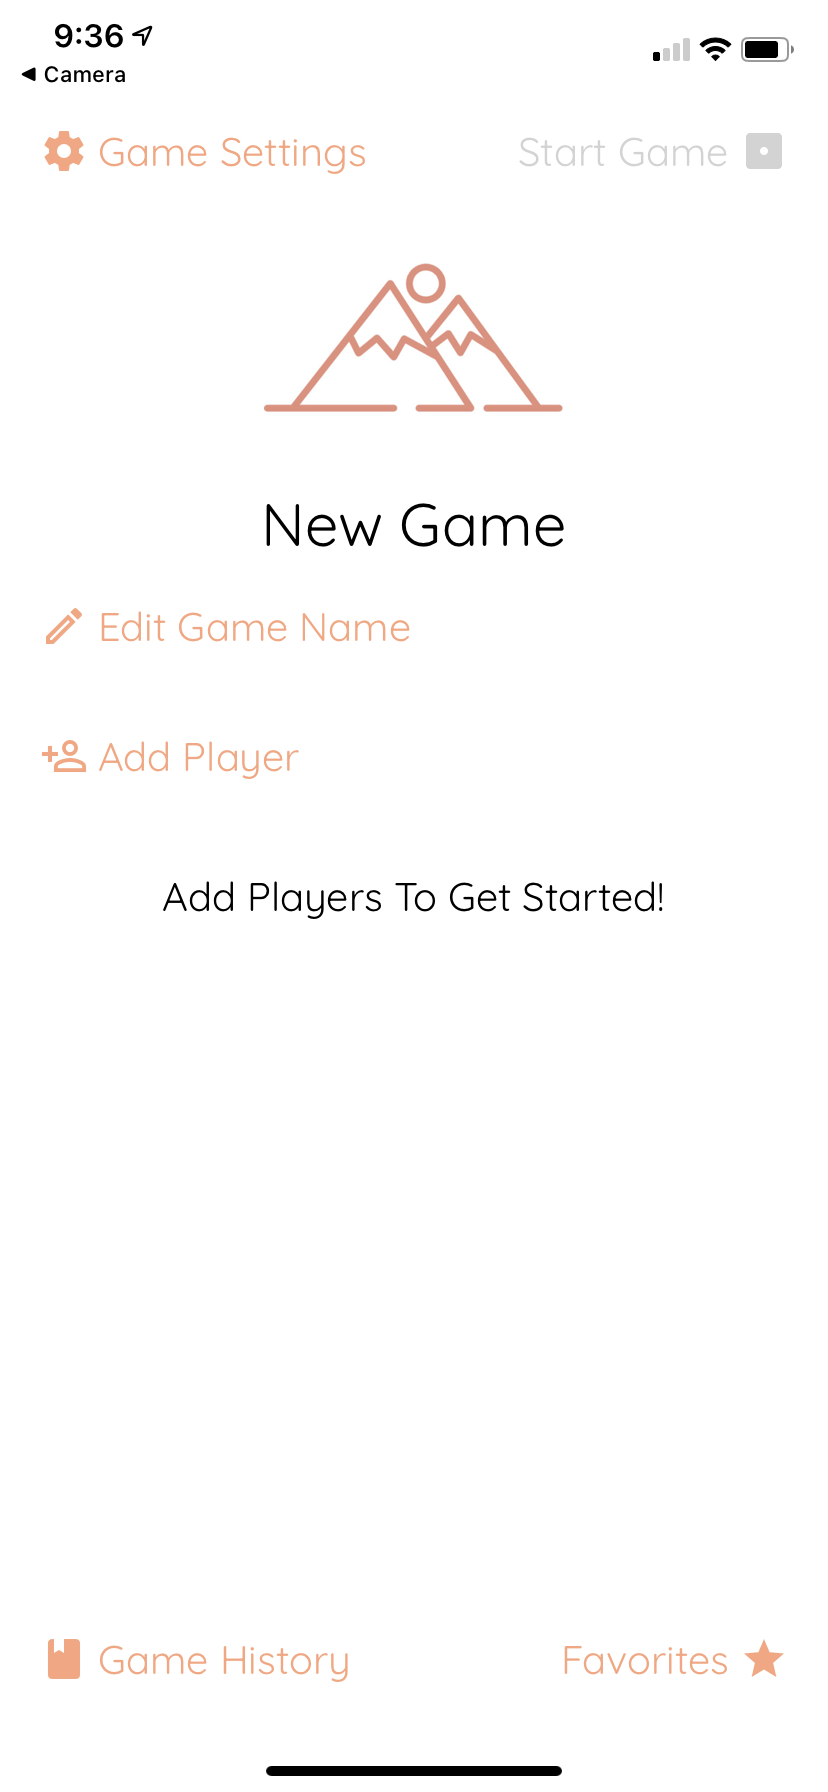 9:36
◀ Camera
Game Settings
Start Game
New Game
Edit Game Name
Add Player
Add Players To Get Started!
Game History
Favorites